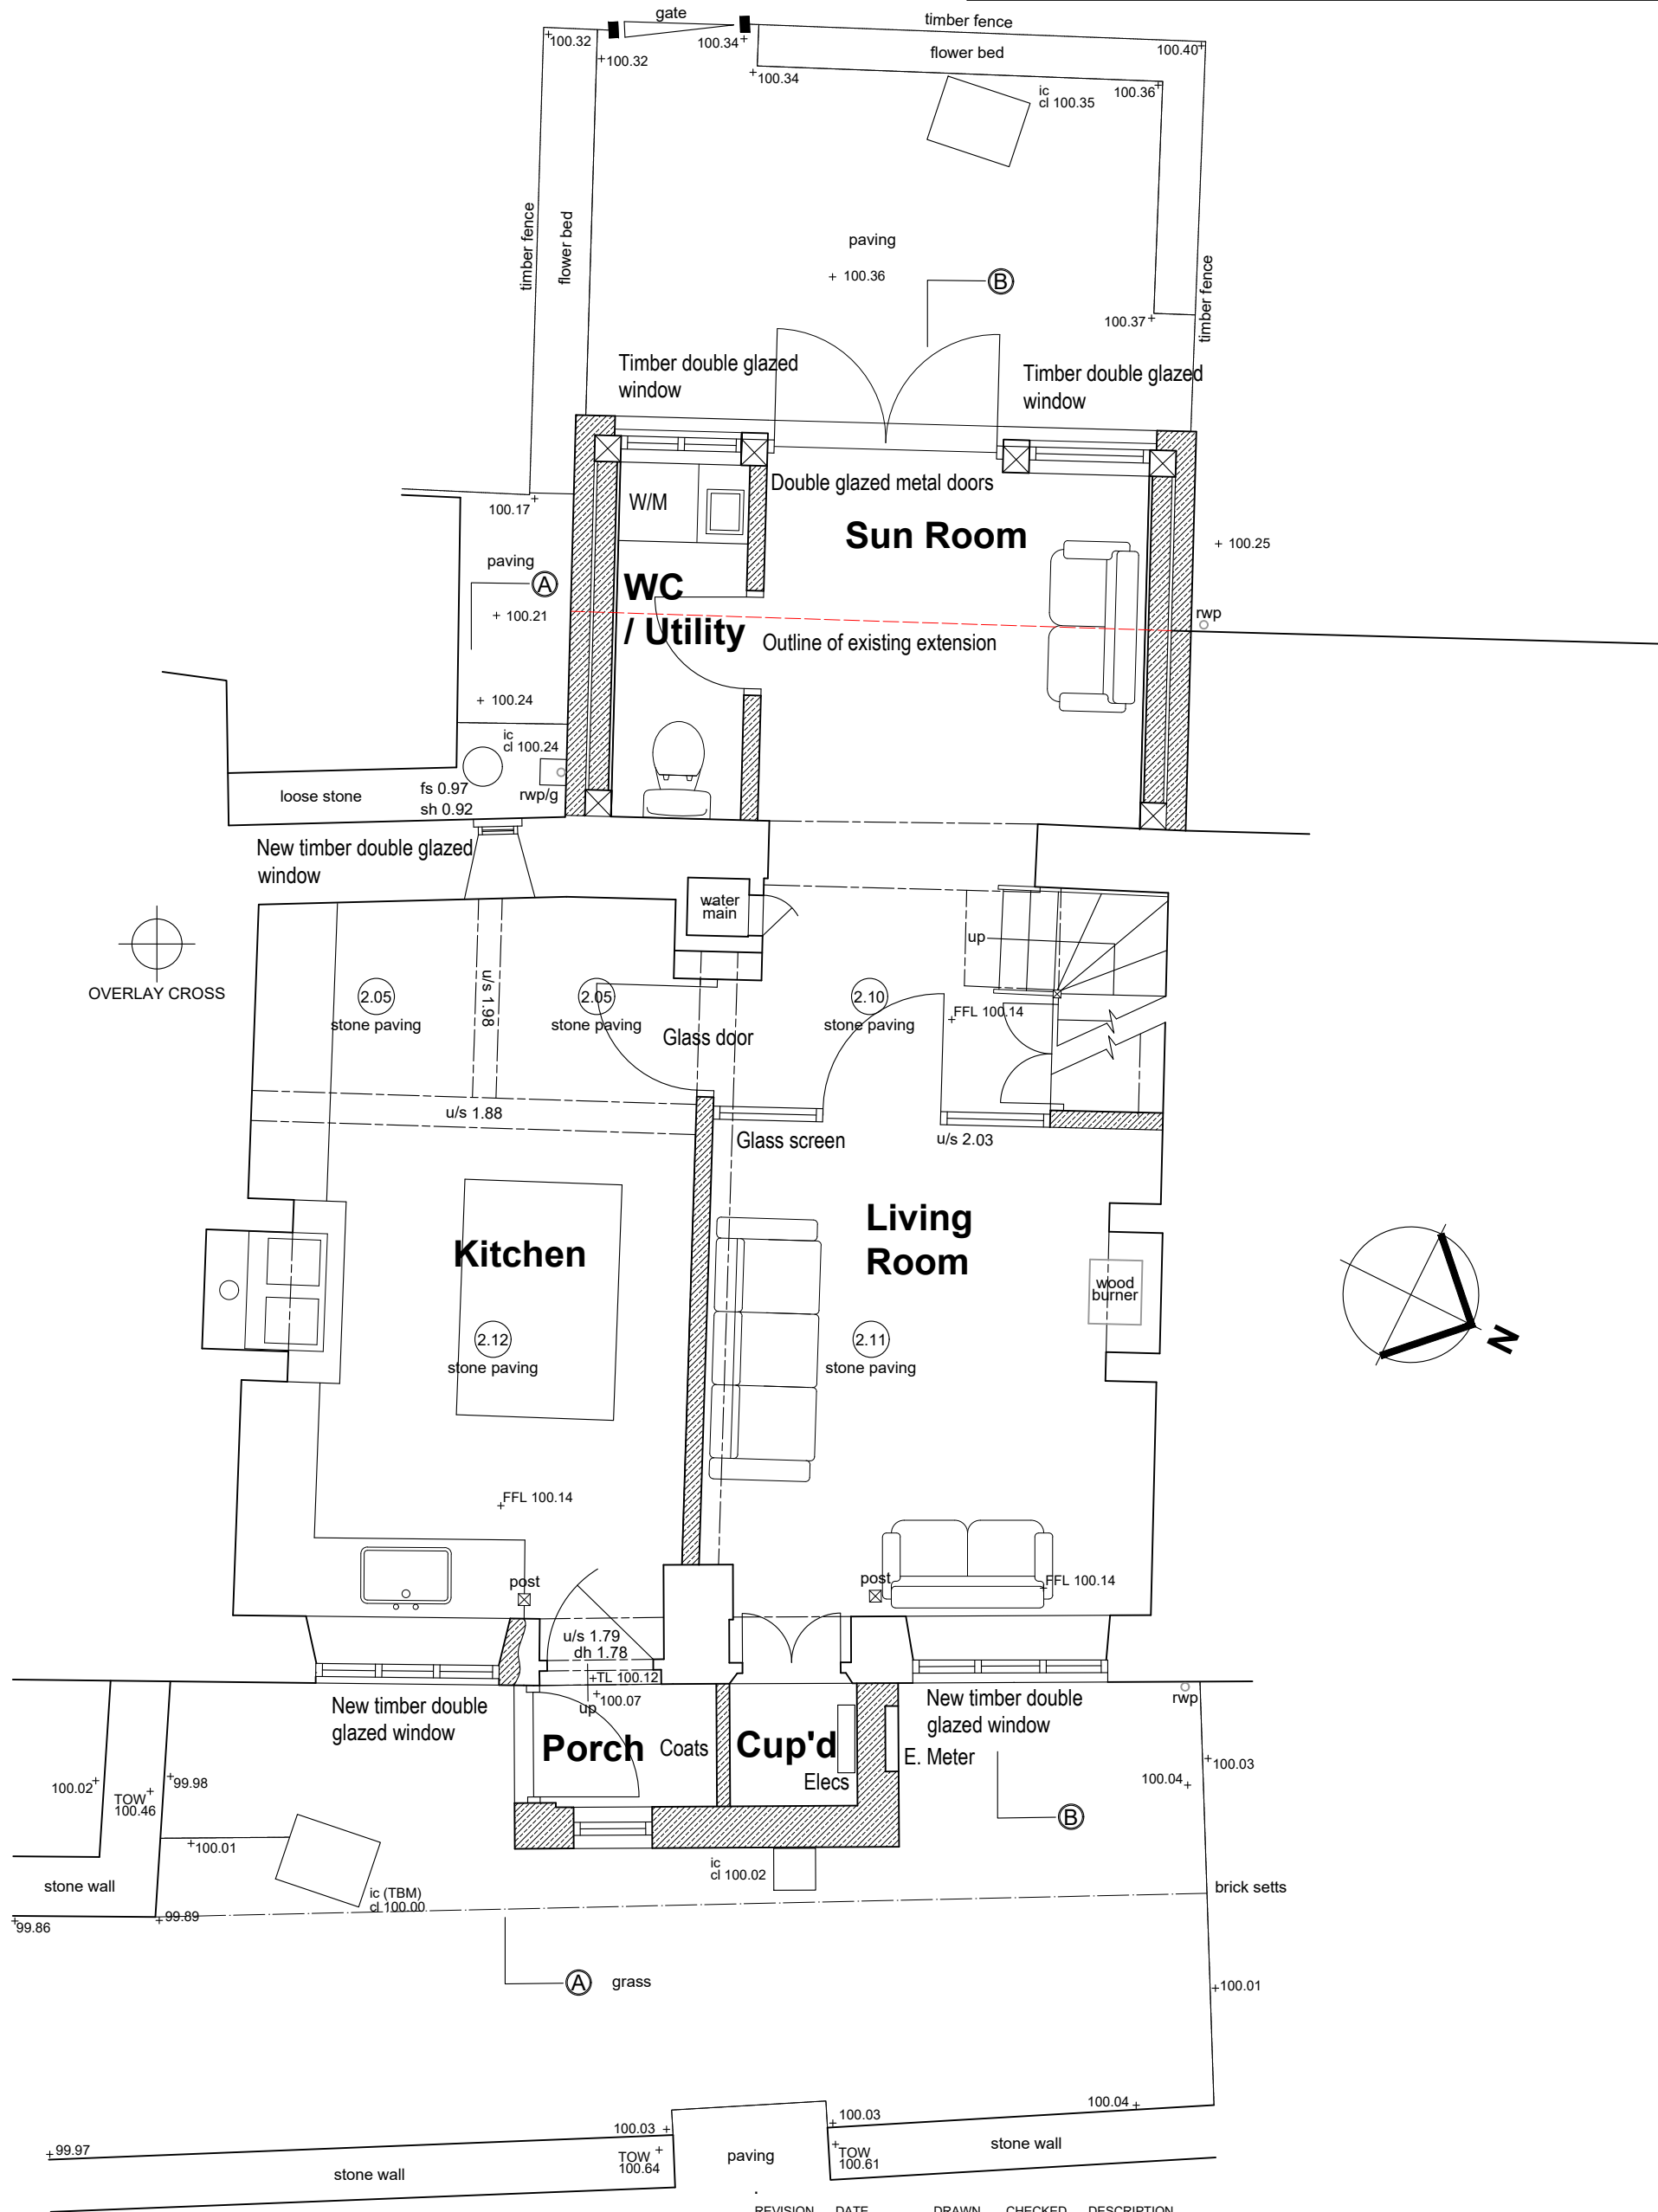 gate
timber fence
100.32
100.32
100.34
flower bed
100.40
100.34
ic
cl 100.35
100.36
timber fence
flower bed
paving
100.36
B
timber fence
100.37
Timber double glazed
window
Timber double glazed
window
Double glazed metal doors
W/M
100.17
Sun Room
100.25
paving
A
WC
/ Utility
100.21
rwp
Outline of existing extension
100.24
ic
cl 100.24
fs 0.97
sh 0.92
rwp/g
loose stone
New timber double glazed
window
water
main
up
OVERLAY CROSS
2.05
stone paving
u/s 1.98
2.05
stone paving
2.10
stone paving
FFL 100.14
Glass door
u/s 1.88
Glass screen
u/s 2.03
Living
Room
Kitchen
wood
burner
N
2.12
stone paving
2.11
stone paving
FFL 100.14
post
post
FFL 100.14
u/s 1.79
dh 1.78
TL 100.12
100.07
up
New timber double
glazed window
New timber double
glazed window
rwp
Porch
Coats
Cup'd
Elecs
E. Meter
100.03
100.04
100.02
TOW
100.46
99.98
B
100.01
ic
cl 100.02
stone wall
ic (TBM)
cl 100.00
brick setts
99.86
99.89
A
grass
100.01
100.04
100.03
100.03
99.97
TOW
100.64
paving
TOW
100.61
stone wall
stone wall
REVISION DATE DRAWN CHECKED DESCRIPTION